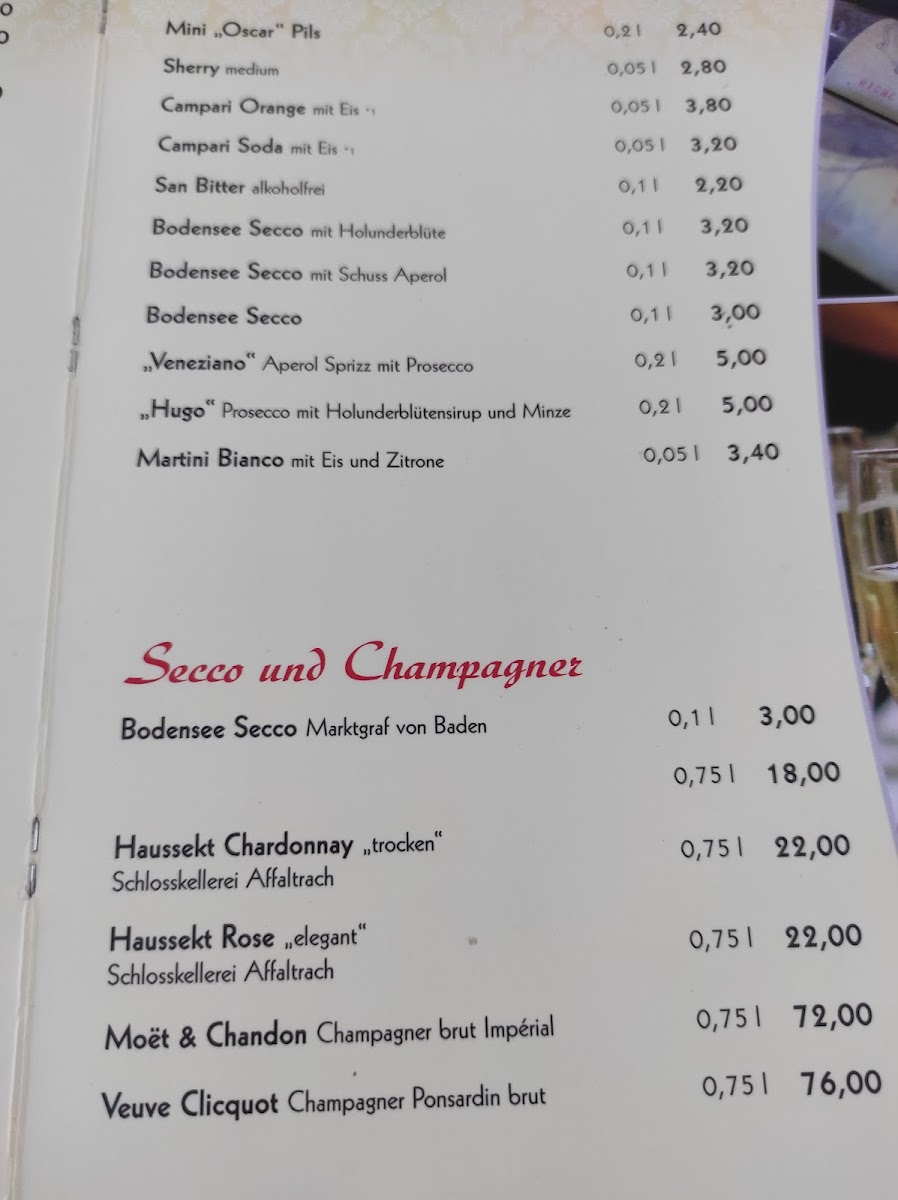 Mini „Oscar“ Pils 0,2 l 2,40
Sherry medium 0,05 l 2,80
Campari Orange mit Eis *1 0,05 l 3,80
Campari Soda mit Eis *1 0,05 l 3,20
San Bitter alkoholfrei 0,1 l 2,20
Bodensee Secco mit Holunderblüte 0,1 l 3,20
Bodensee Secco mit Schuss Aperol 0,1 l 3,20
Bodensee Secco 0,1 l 3,00
„Veneziano“ Aperol Sprizz mit Prosecco 0,2 l 5,00
„Hugo“ Prosecco mit Holunderblütensirup und Minze 0,2 l 5,00
Martini Bianco mit Eis und Zitrone 0,05 l 3,40
Secco und Champagner
Bodensee Secco Marktgraf von Baden 0,1 l 3,00
0,75 l 18,00
Haussekt Chardonnay „trocken“ 0,75 l 22,00
Schlosskellerei Affaltrach
Haussekt Rose „elegant“ 0,75 l 22,00
Schlosskellerei Affaltrach
Moët & Chandon Champagner brut Impérial 0,75 l 72,00
Veuve Clicquot Champagner Ponsardin brut 0,75 l 76,00